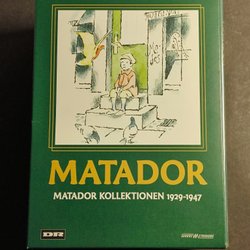 MATADOR
MATADOR KOLLEKTIONEN 1929-1947
DR